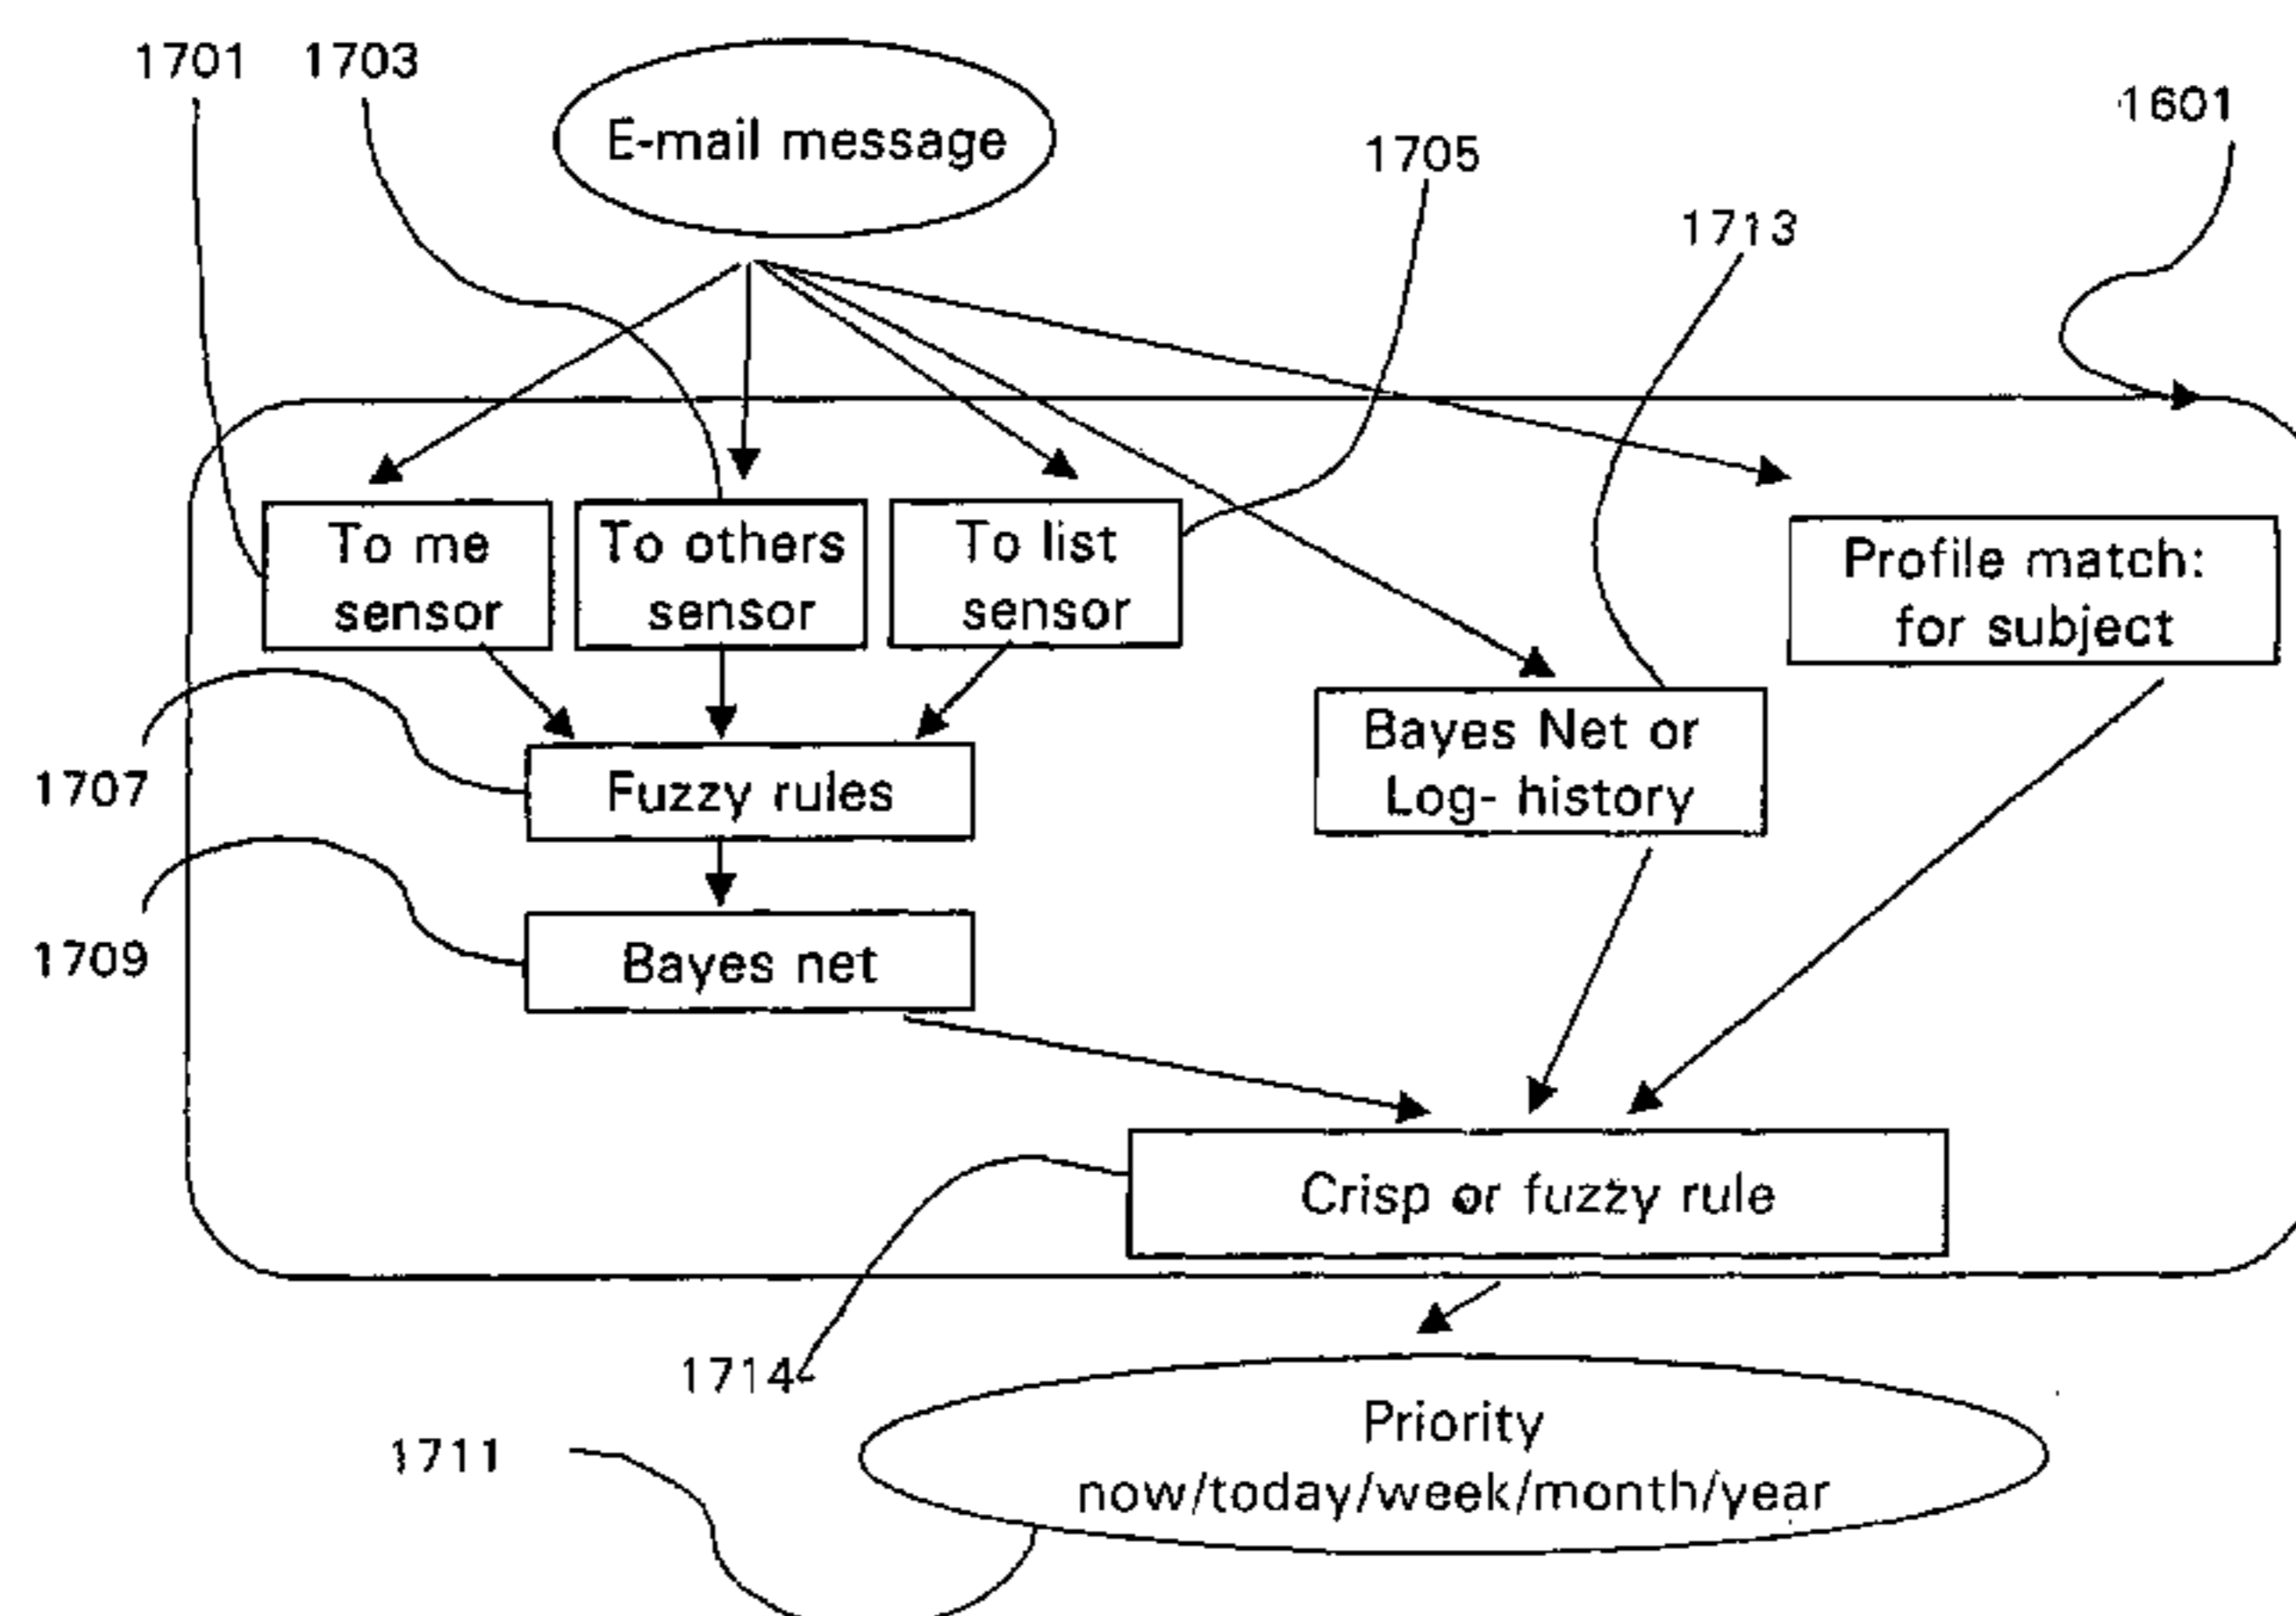 1701
1703
E-mail message
1601
1705
1713
To me
sensor
To others
sensor
To list
sensor
Profile match:
for subject
Bayes Net or
Log- history
1707
Fuzzy rules
1709
Bayes net
Crisp or fuzzy rule
1714
Priority
now/today/week/month/year
1711